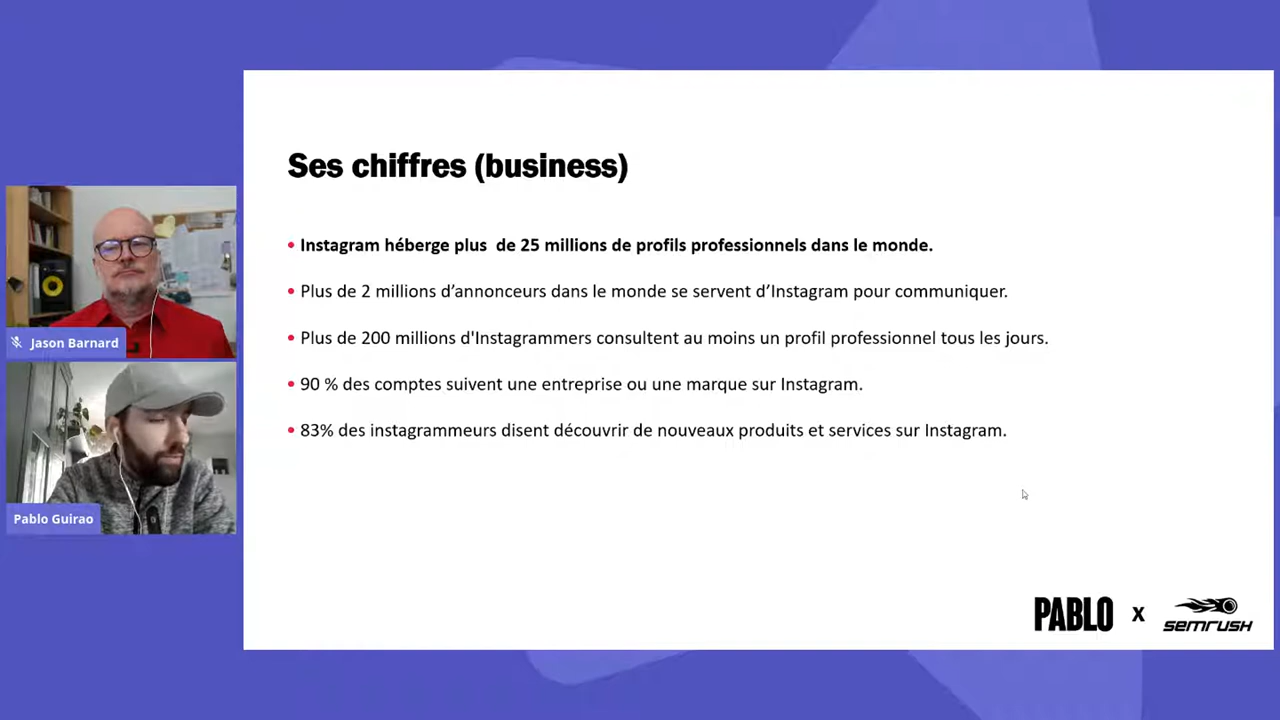 Ses chiffres (business)
• Instagram héberge plus  de 25 millions de profils professionnels dans le monde.
• Plus de 2 millions d’annonceurs dans le monde se servent d’Instagram pour communiquer.
• Plus de 200 millions d'Instagrammers consultent au moins un profil professionnel tous les jours.
• 90 % des comptes suivent une entreprise ou une marque sur Instagram.
• 83% des instagrammeurs disent découvrir de nouveaux produits et services sur Instagram.
Jason Barnard
Pablo Guirao
PABLO X SEMRUSH